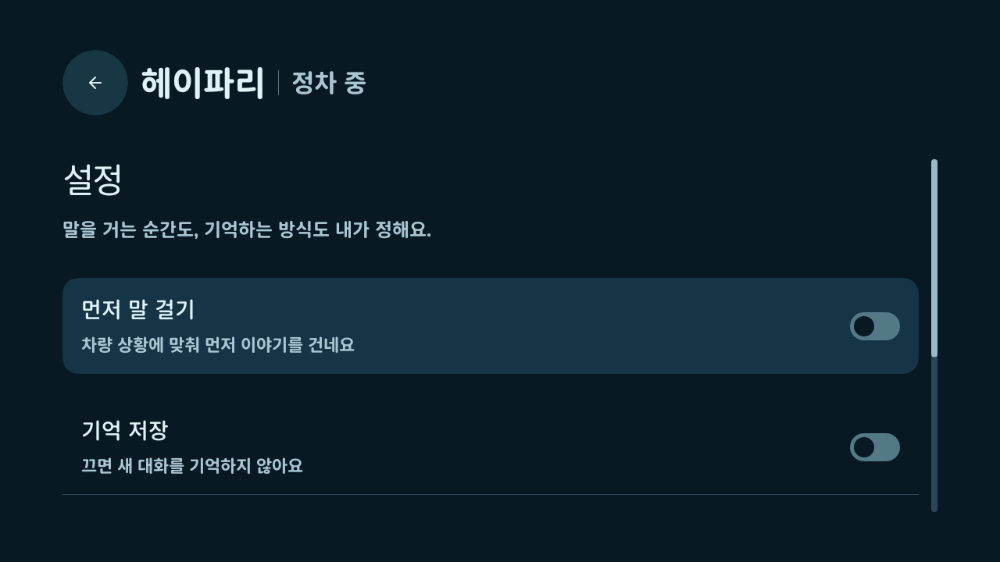 헤이파리 정차 중
설정
말을 거는 순간도, 기억하는 방식도 내가 정해요.
먼저 말 걸기
차량 상황에 맞춰 먼저 이야기를 건네요
기억 저장
끄면 새 대화를 기억하지 않아요